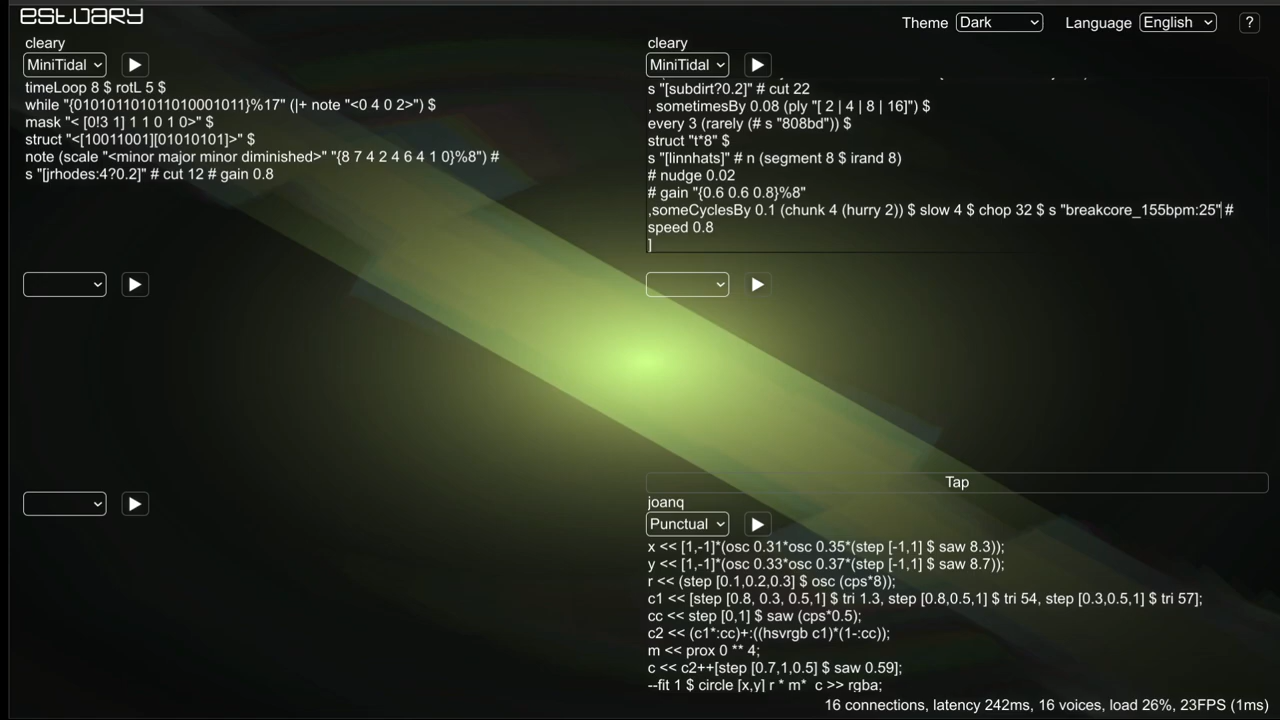 estuary
Theme Dark Language English ?
cleary
MiniTidal
timeLoop 8 $ rotL 5 $
while "{010101101011010001011}%17" (|+ note "<0 4 0 2>") $
mask "< [0!3 1] 1 1 0 1 0>" $
struct "<[10011001][01010101]>" $
note (scale "<minor major minor diminished>" "{8 7 4 2 4 6 4 1 0}%8") #
s "[jrhodes:4?0.2]" # cut 12 # gain 0.8
cleary
MiniTidal
s "[subdirt?0.2]" # cut 22
, sometimesBy 0.08 (ply "[ 2 | 4 | 8 | 16]") $
every 3 (rarely (# s "808bd")) $
struct "t*8" $
s "[linnhats]" # n (segment 8 $ irand 8)
# nudge 0.02
# gain "{0.6 0.6 0.8}%8"
,someCyclesBy 0.1 (chunk 4 (hurry 2)) $ slow 4 $ chop 32 $ s "breakcore_155bpm:25" #
speed 0.8
]
Tap
joanq
Punctual
x << [1,-1]*(osc 0.31*osc 0.35*(step [-1,1] $ saw 8.3));
y << [1,-1]*(osc 0.33*osc 0.37*(step [-1,1] $ saw 8.7));
r << (step [0.1,0.2,0.3] $ osc (cps*8));
c1 << [step [0.8, 0.3, 0.5,1] $ tri 1.3, step [0.8,0.5,1] $ tri 54, step [0.3,0.5,1] $ tri 57];
cc << step [0,1] $ saw (cps*0.5);
c2 << (c1*:cc)+:((hsvrgb c1)*(1-:cc));
m << prox 0 ** 4;
c << c2++[step [0.7,1,0.5] $ saw 0.59];
--fit 1 $ circle [x,y] r * m* c >> rgba;
16 connections, latency 242ms, 16 voices, load 26%, 23FPS (1ms)